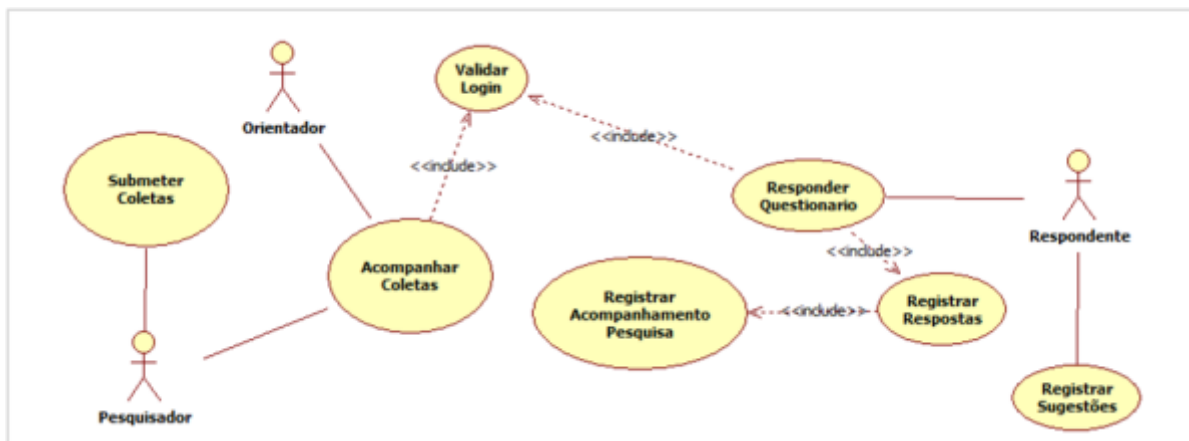 Validar
Login
Orientador
<<include>>
<<include>>
Submeter
Coletas
Responder
Questionario
Respondente
Acompanhar
Coletas
<<include>>
Registrar
Acompanhamento
Pesquisa
<<include>>
Registrar
Respostas
Pesquisador
Registrar
Sugestões